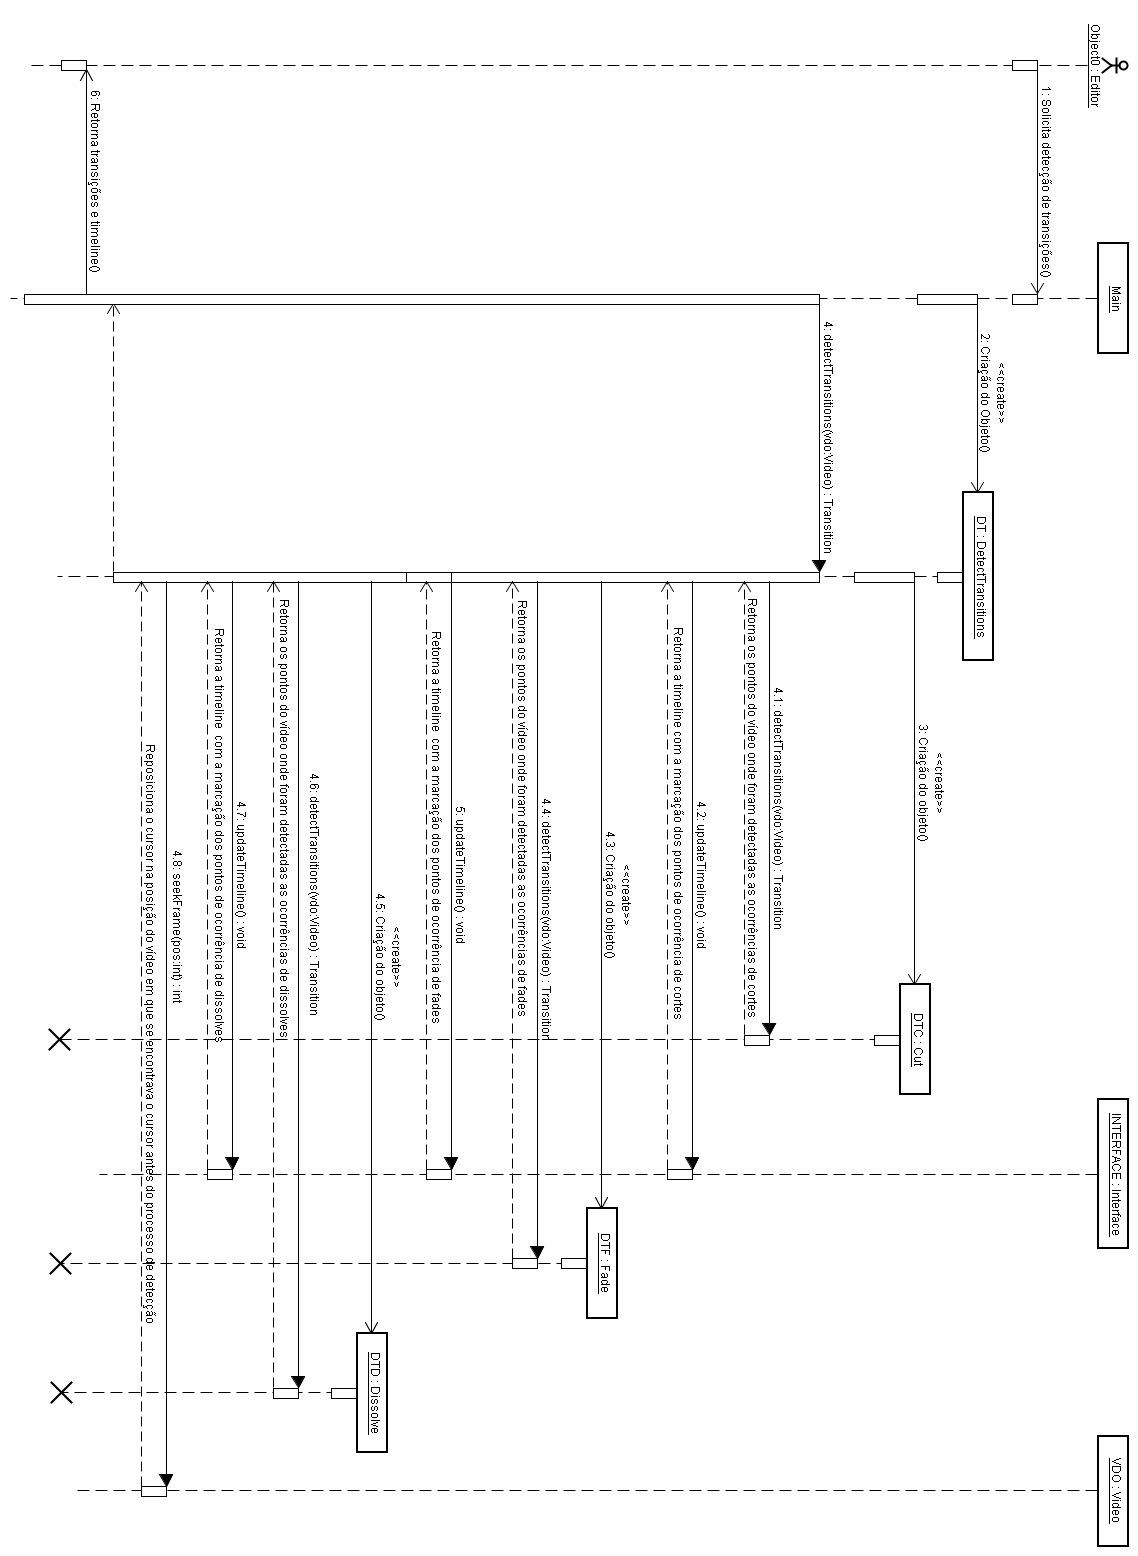 Object0 : Editor
Main
INTERFACE : Interface
VDO : Video
1: Solicita detecção de transições()
<<create>>
2: Criação do Objeto()
DT : DetectTransitions
<<create>>
3: Criação do objeto()
DTC : Cut
4: detectTransitions(vdo:Video) : Transition
4.1: detectTransitions(vdo:Video) : Transition
Retorna os pontos do vídeo onde foram detectadas as ocorrências de cortes
4.2: updateTimeline() : void
Retorna a timeline com a marcação dos pontos de ocorrência de cortes
<<create>>
4.3: Criação do objeto()
DTF : Fade
4.4: detectTransitions(vdo:Video) : Transition
Retorna os pontos do vídeo onde foram detectadas as ocorrências de fades
5: updateTimeline() : void
Retorna a timeline com a marcação dos pontos de ocorrência de fades
<<create>>
4.5: Criação do objeto()
DTD : Dissolve
4.6: detectTransitions(vdo:Video) : Transition
Retorna os pontos do vídeo onde foram detectadas as ocorrências de dissolves
4.7: updateTimeline() : void
Retorna a timeline com a marcação dos pontos de ocorrência de dissolves
4.8: seekFrame(pos:int) : int
Reposiciona o cursor na posição do vídeo em que se encontrava o cursor antes do processo de detecção
6: Retorna transições e timeline()